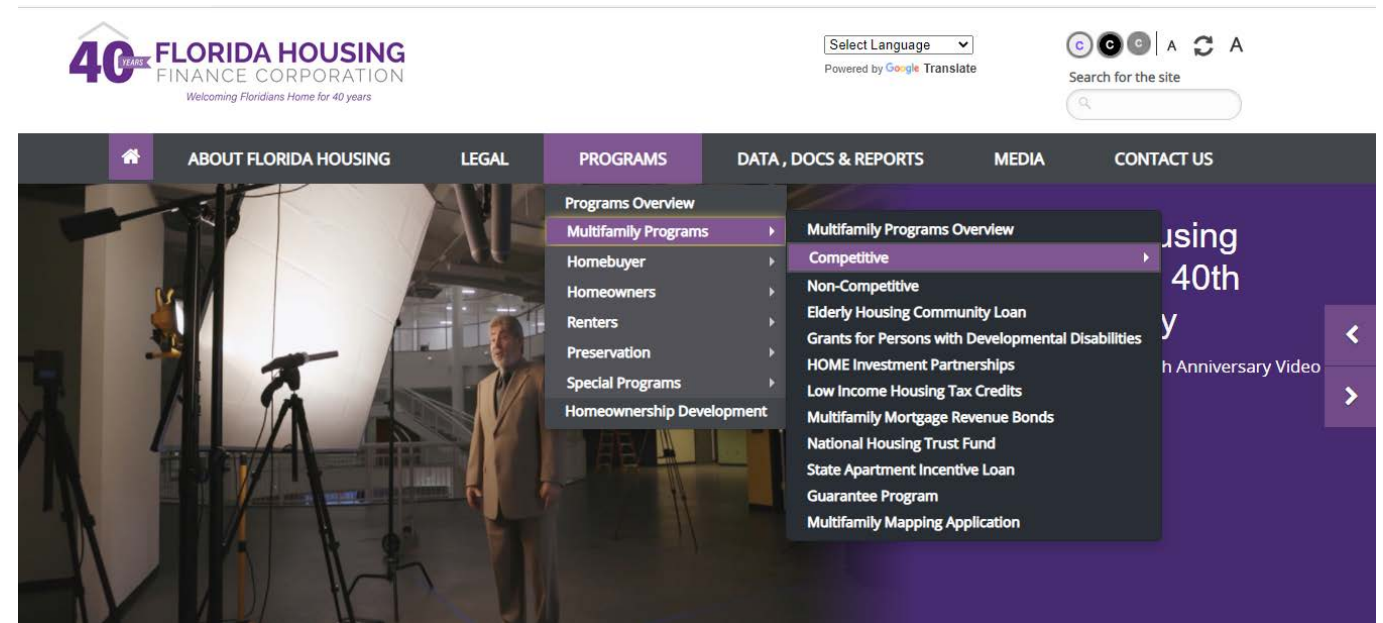 40 YEARS FLORIDA HOUSING
FINANCE CORPORATION
Welcoming Floridians Home for 40 years
Select Language
Powered by Google Translate
C C C A A
Search for the site
ABOUT FLORIDA HOUSING LEGAL PROGRAMS DATA , DOCS & REPORTS MEDIA CONTACT US
Programs Overview
Multifamily Programs
Homebuyer
Homeowners
Renters
Preservation
Special Programs
Homeownership Development
Multifamily Programs Overview
Competitive
Non-Competitive
Elderly Housing Community Loan
Grants for Persons with Developmental Disabilities
HOME Investment Partnerships
Low Income Housing Tax Credits
Multifamily Mortgage Revenue Bonds
National Housing Trust Fund
State Apartment Incentive Loan
Guarantee Program
Multifamily Mapping Application
using
40th
y
h Anniversary Video